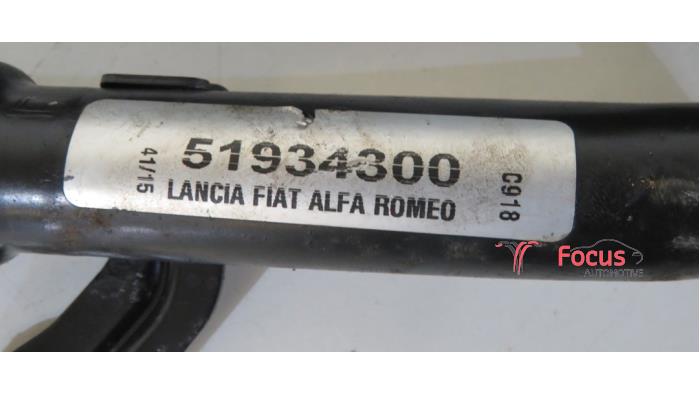 51934300
41/15
LANCIA FIAT ALFA ROMEO
C918
Focus
AUTOMOTIVE